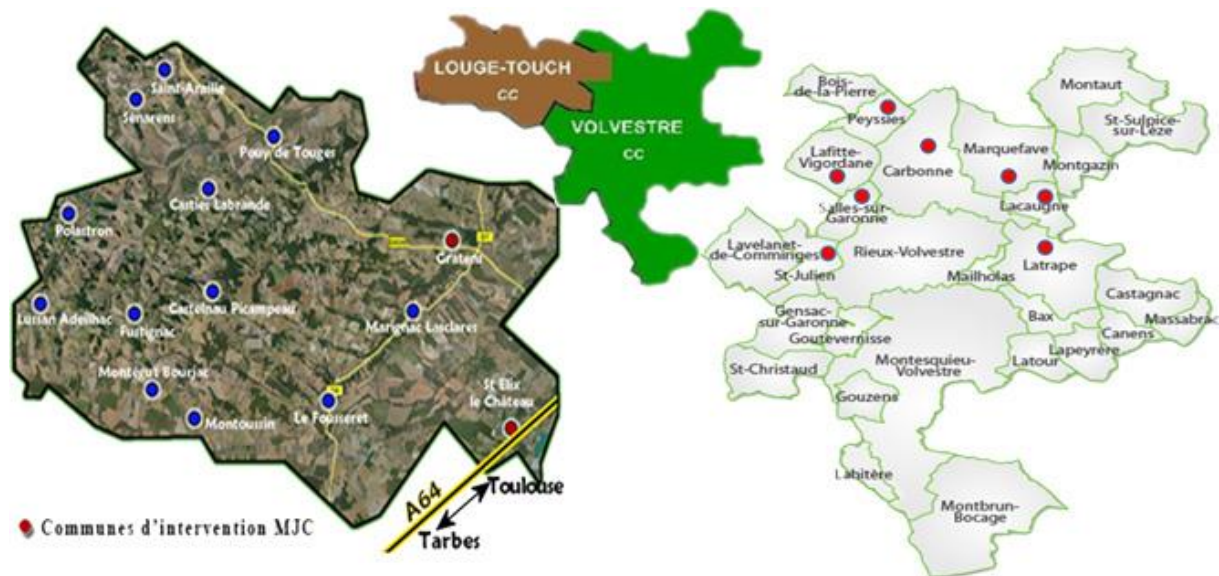 Saint-Araille
Sénarens
Pouy de Touges
Castier Labrande
Polastron
Gratens
Lussan Adeilhac
Fustignac
Castelnau Picampeau
Marignac Lasclares
Montégut Bourjac
Montoussin
Le Fousseret
St Elix
le Château
A64
Toulouse
Tarbes
Communes d'intervention MJC
LOUGE-TOUCH
CC
VOLVESTRE
CC
Bois-
de-la-Pierre
Peyssies
Lafitte-
Vigordane
Salles-sur-
Garonne
Carbonne
Marquefave
Lacaugne
Montaut
St-Sulpice-
sur-Lèze
Montgazin
Lavelanet-
de-Comminges
St-Julien
Rieux-Volvestre
Mailholas
Latrape
Castagnac
Massabrac
Canens
Bax
Lapeyrère
Latour
Gensac-
sur-Garonne
Goutevernisse
St-Christaud
Montesquieu-
Volvestre
Gouzens
Lahitère
Montbrun-
Bocage